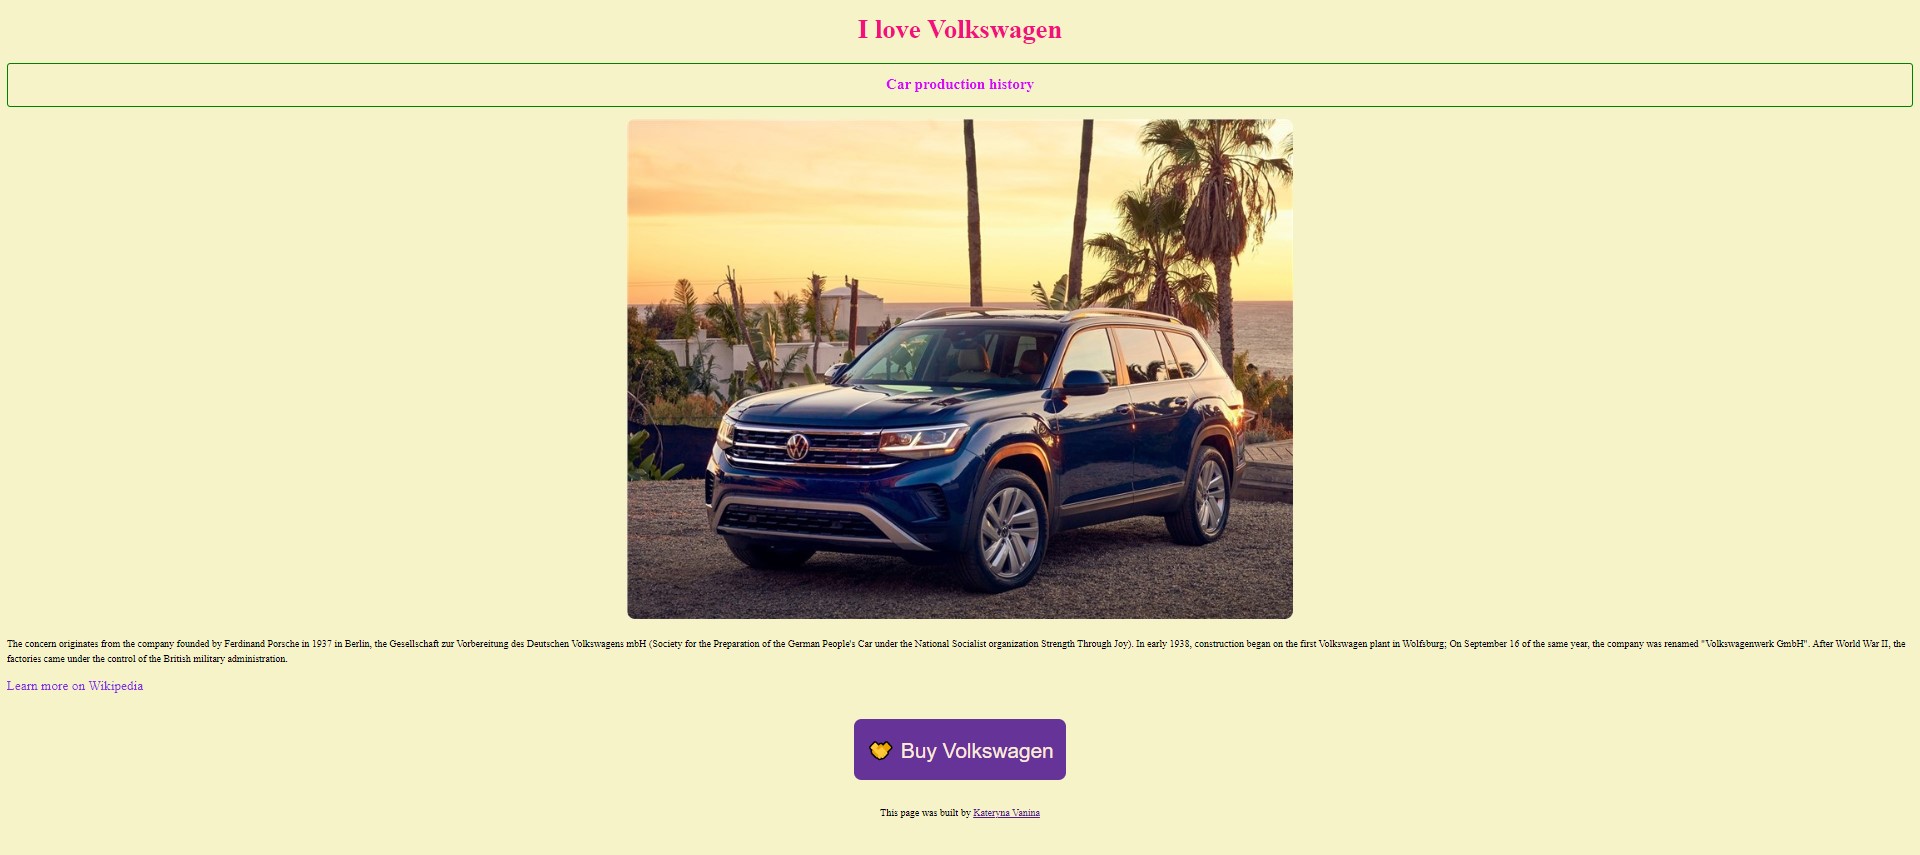 I love Volkswagen
Car production history
The concern originates from the company founded by Ferdinand Porsche in 1937 in Berlin, the Gesellschaft zur Vorbereitung des Deutschen Volkswagens mbH (Society for the Preparation of the German People's Car under the National Socialist organization Strength Through Joy). In early 1938, construction began on the first Volkswagen plant in Wolfsburg; On September 16 of the same year, the company was renamed "Volkswagenwerk GmbH". After World War II, the
factories came under the control of the British military administration.
Learn more on Wikipedia
Buy Volkswagen
This page was built by Kateryna Vanina